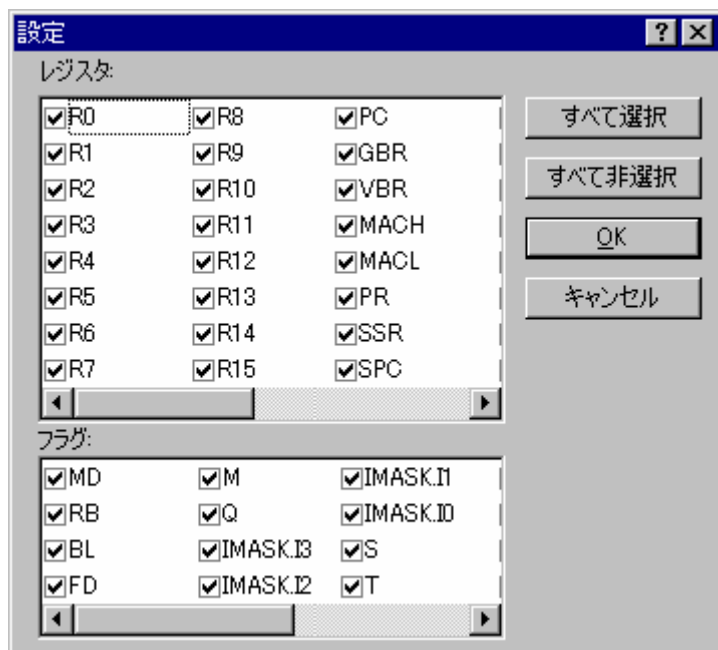 設定
レジスタ:
R0 R8 PC
R1 R9 GBR
R2 R10 VBR
R3 R11 MACH
R4 R12 MACL
R5 R13 PR
R6 R14 SSR
R7 R15 SPC
すべて選択
すべて非選択
OK
キャンセル
フラグ:
MD M IMASK.I1
RB Q IMASK.I0
BL IMASK.I3 S
FD IMASK.I2 T